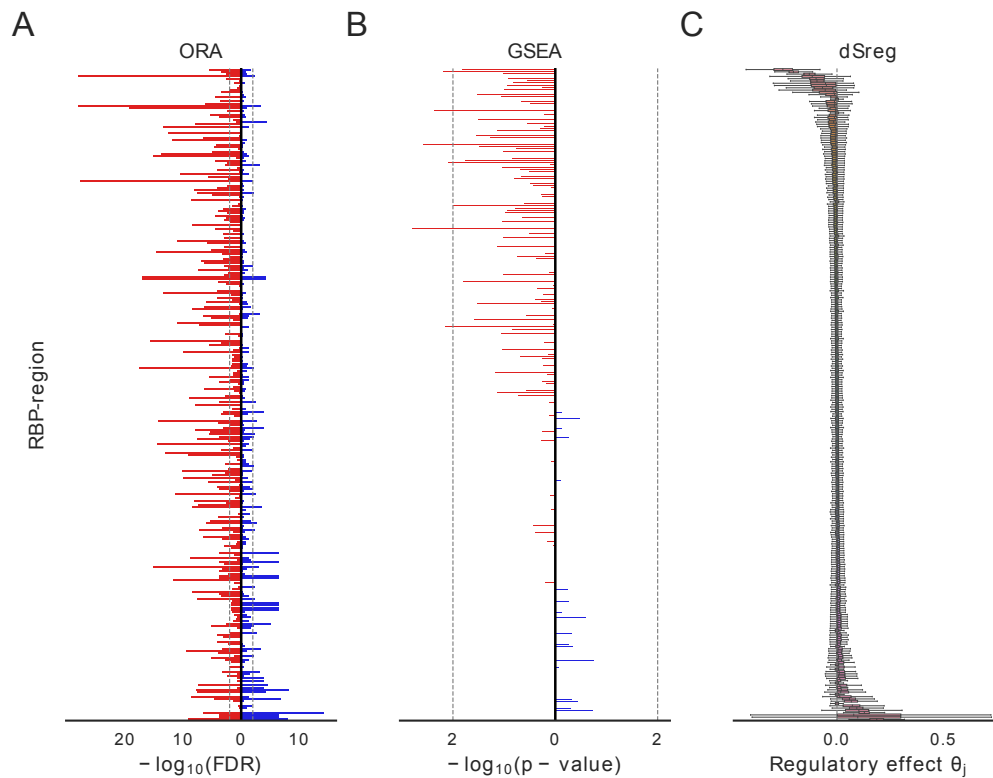 A
B
C
ORA
GSEA
dSreg
RBP-region
20 10 0 10
2 0 2
0.0 0.5
− log₁₀(FDR)
− log₁₀(p − value)
Regulatory effect θⱼ